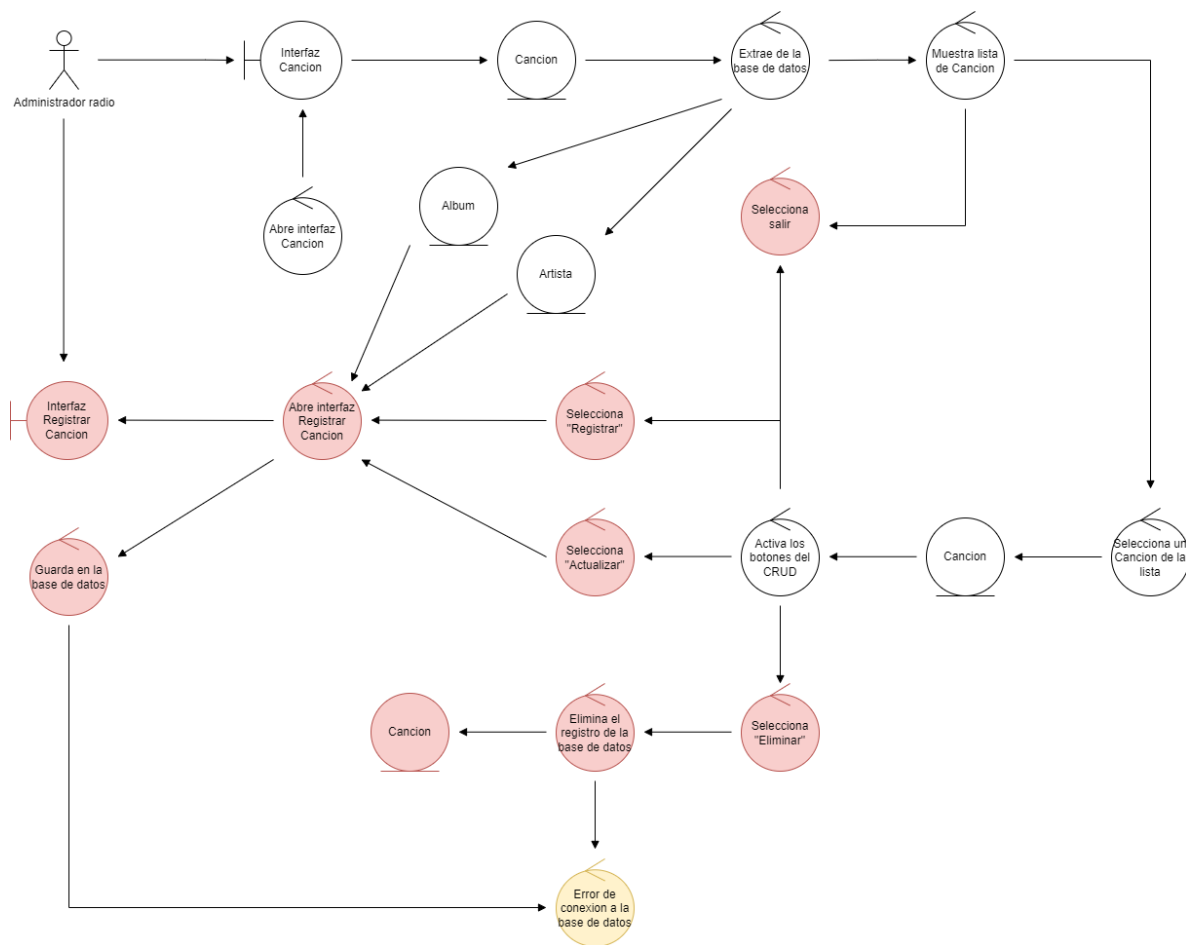 Interfaz
Cancion
Cancion
Extrae de la
base de datos
Muestra lista
de Cancion
Administrador radio
Album
Selecciona
salir
Abre interfaz
Cancion
Artista
Interfaz
Registrar
Cancion
Abre interfaz
Registrar
Cancion
Selecciona
"Registrar"
Guarda en la
base de datos
Selecciona
"Actualizar"
Activa los
botones del
CRUD
Cancion
Selecciona un
Cancion de la
lista
Cancion
Elimina el
registro de la
base de datos
Selecciona
"Eliminar"
Error de
conexion a la
base de datos